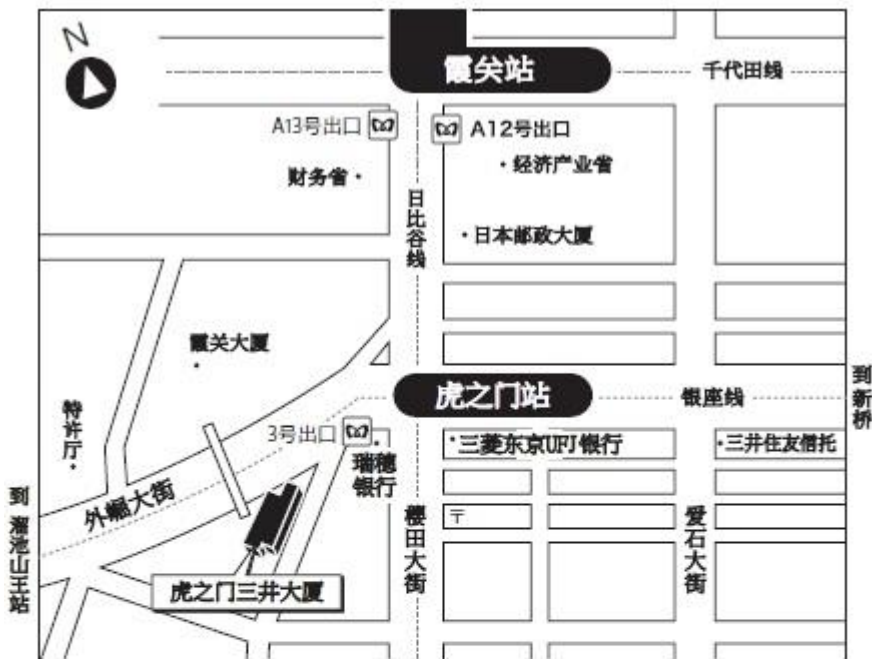 N
霞关站
千代田线
A13号出口
A12号出口
财务省
经济产业省
日比谷线
日本邮政大厦
霞关大厦
虎之门站
银座线
到新桥
特许厅
3号出口
瑞穗
银行
三菱东京UFJ银行
三井住友信托
外堀大街
到溜池山王站
樱田大街
〒
爱石大街
虎之门三井大厦